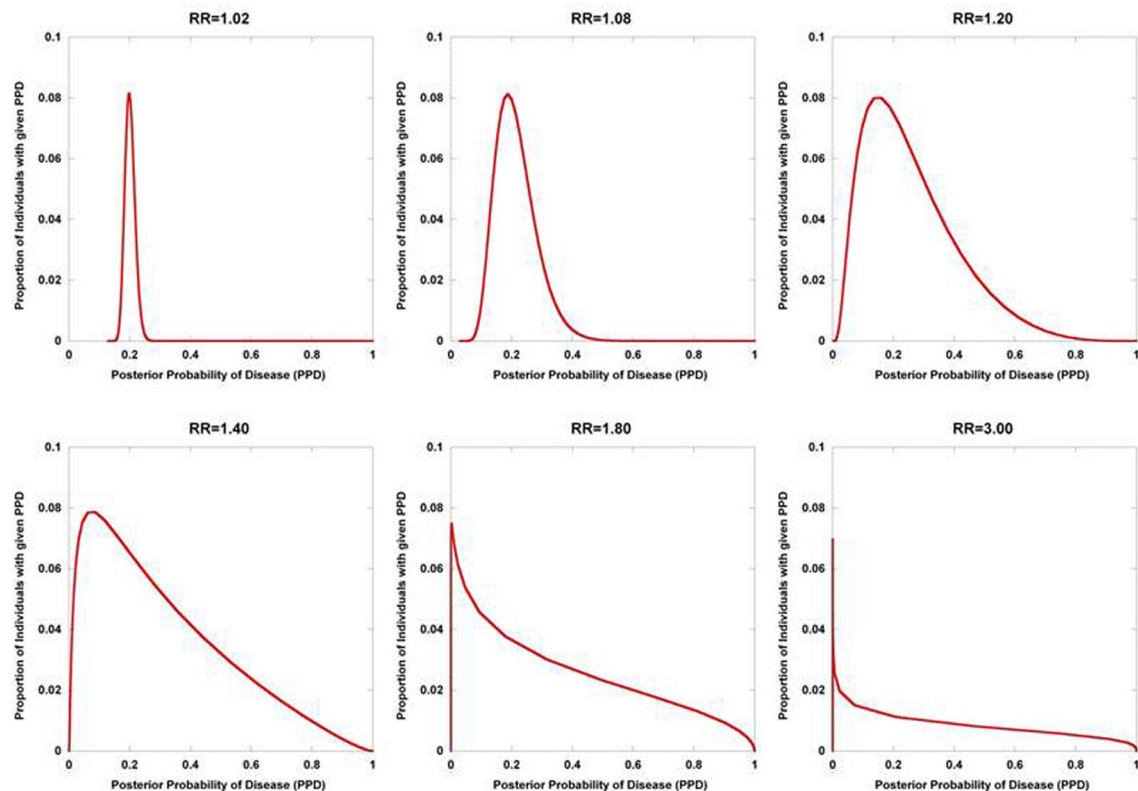 RR=1.02
RR=1.08
RR=1.20
Proportion of Individuals with given PPD
0.1
0.08
0.06
0.04
0.02
0
0 0.2 0.4 0.6 0.8 1
Posterior Probability of Disease (PPD)
Proportion of Individuals with given PPD
0.1
0.08
0.06
0.04
0.02
0
0 0.2 0.4 0.6 0.8 1
Posterior Probability of Disease (PPD)
Proportion of Individuals with given PPD
0.1
0.08
0.06
0.04
0.02
0
0 0.2 0.4 0.6 0.8 1
Posterior Probability of Disease (PPD)
RR=1.40
RR=1.80
RR=3.00
Proportion of Individuals with given PPD
0.1
0.08
0.06
0.04
0.02
0
0 0.2 0.4 0.6 0.8 1
Posterior Probability of Disease (PPD)
Proportion of Individuals with given PPD
0.1
0.08
0.06
0.04
0.02
0
0 0.2 0.4 0.6 0.8 1
Posterior Probability of Disease (PPD)
Proportion of Individuals with given PPD
0.1
0.08
0.06
0.04
0.02
0
0 0.2 0.4 0.6 0.8 1
Posterior Probability of Disease (PPD)